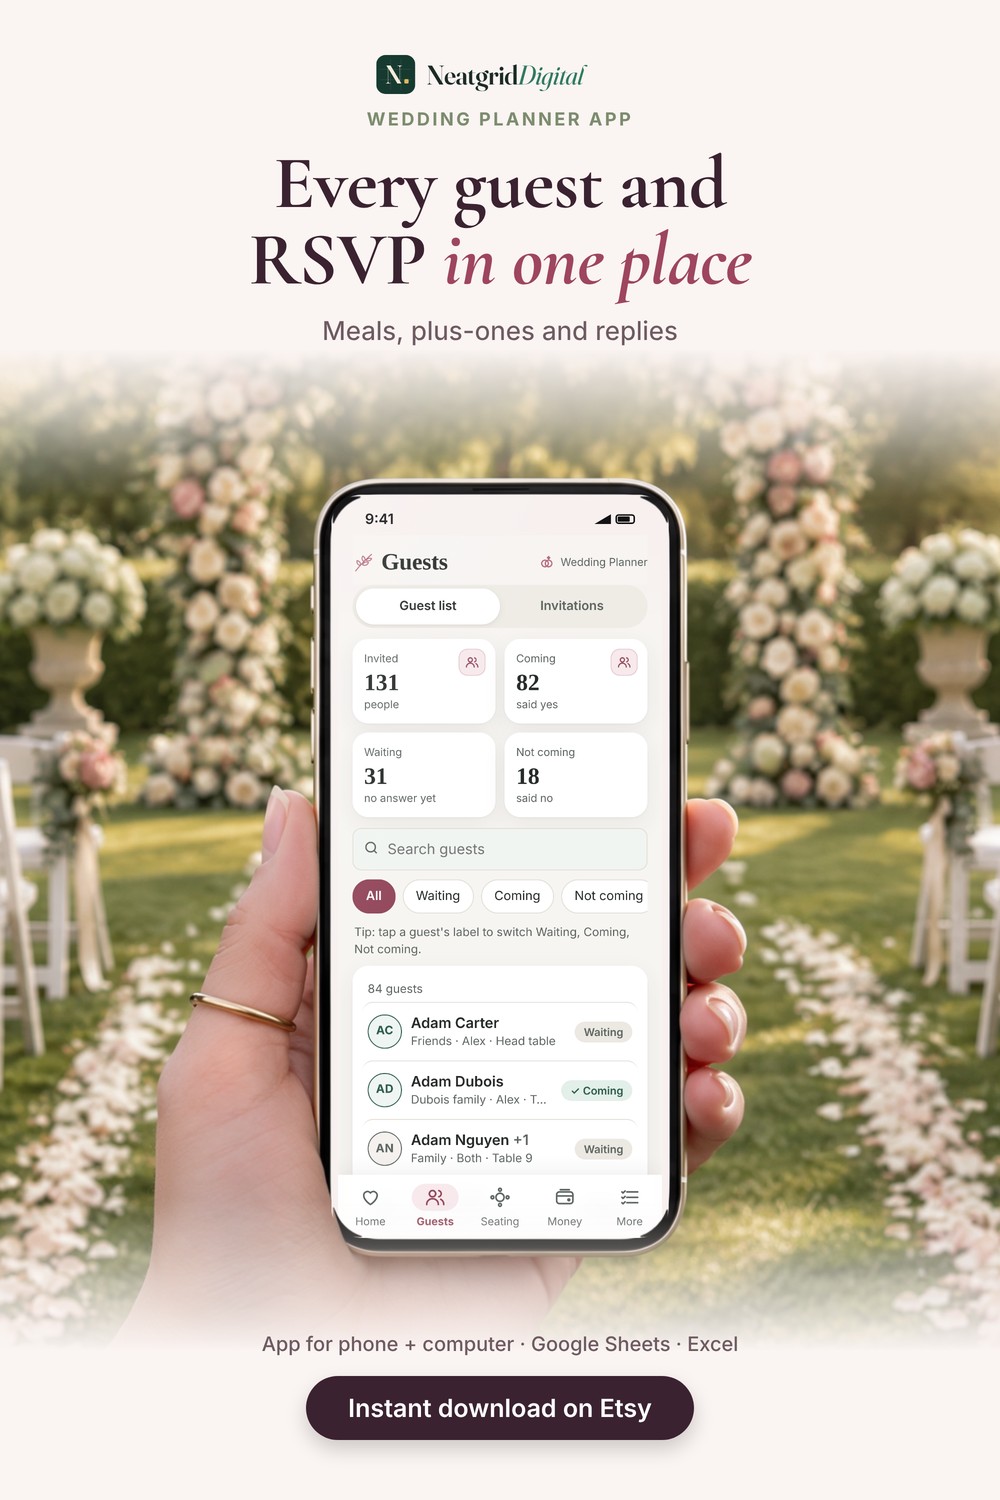 N.
NeatgridDigital
WEDDING PLANNER APP
Every guest and
RSVP in one place
Meals, plus-ones and replies
9:41
Guests
Wedding Planner
Guest list
Invitations
Invited
131
people
Coming
82
said yes
Waiting
31
no answer yet
Not coming
18
said no
Search guests
All
Waiting
Coming
Not coming
Tip: tap a guest's label to switch Waiting, Coming,
Not coming.
84 guests
AC
Adam Carter
Friends · Alex · Head table
Waiting
AD
Adam Dubois
Dubois family · Alex · T...
✓ Coming
AN
Adam Nguyen +1
Family · Both · Table 9
Waiting
Home
Guests
Seating
Money
More
App for phone + computer · Google Sheets · Excel
Instant download on Etsy